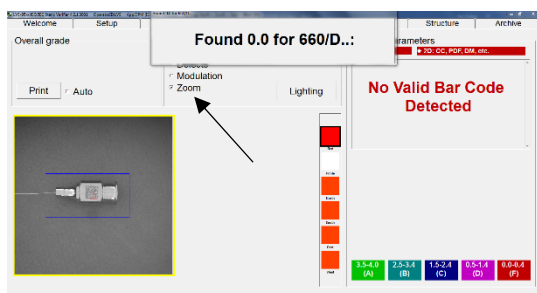 Welcome
Setup
Structure
Archive
Overall grade
Found 0.0 for 660/D..:
2D: CC, PDF, DM, etc.
Modulation
Zoom
Print
Auto
Lighting
No Valid Bar Code
Detected
3.5-4.0
(A)
2.5-3.4
(B)
1.5-2.4
(C)
0.5-1.4
(D)
0.0-0.4
(F)